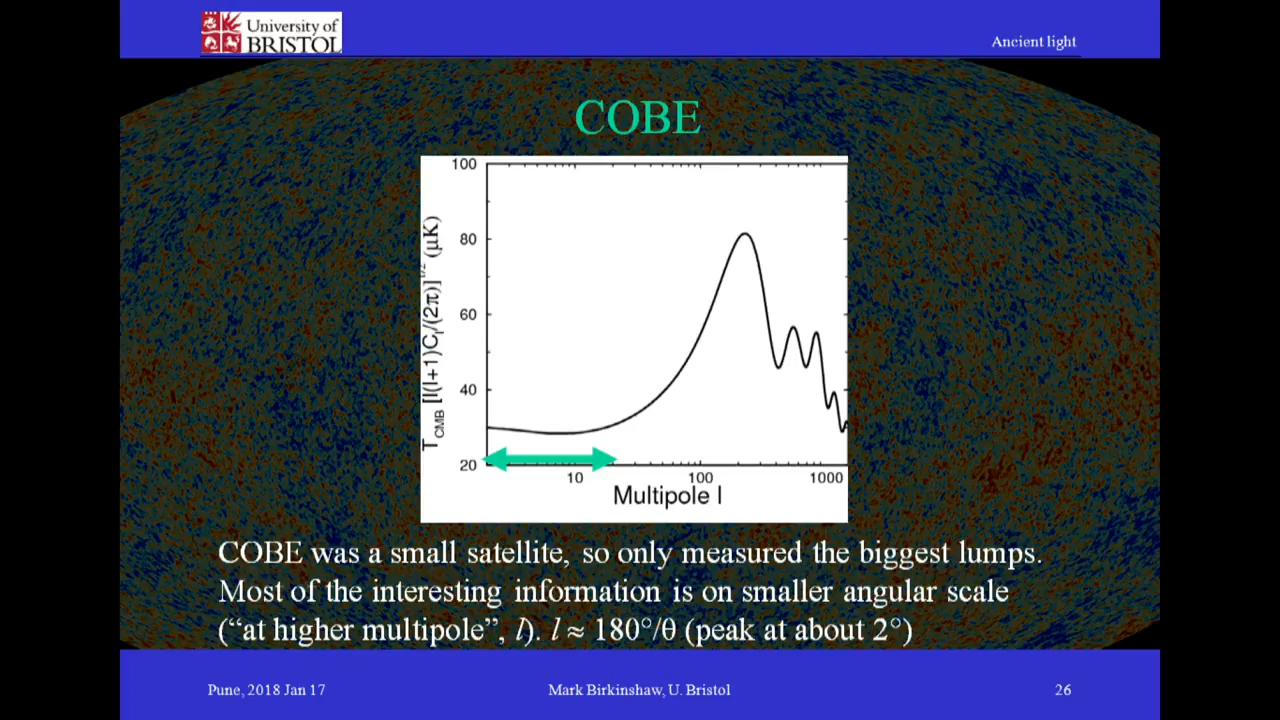 University of
BRISTOL
Ancient light
COBE
100
80
60
40
20
T_CMB [l(l+1)C_l/(2π)]^1/2 (μK)
10
100
1000
Multipole l
COBE was a small satellite, so only measured the biggest lumps.
Most of the interesting information is on smaller angular scale
(“at higher multipole”, l). l ≈ 180°/θ (peak at about 2°)
Pune, 2018 Jan 17
Mark Birkinshaw, U. Bristol
26